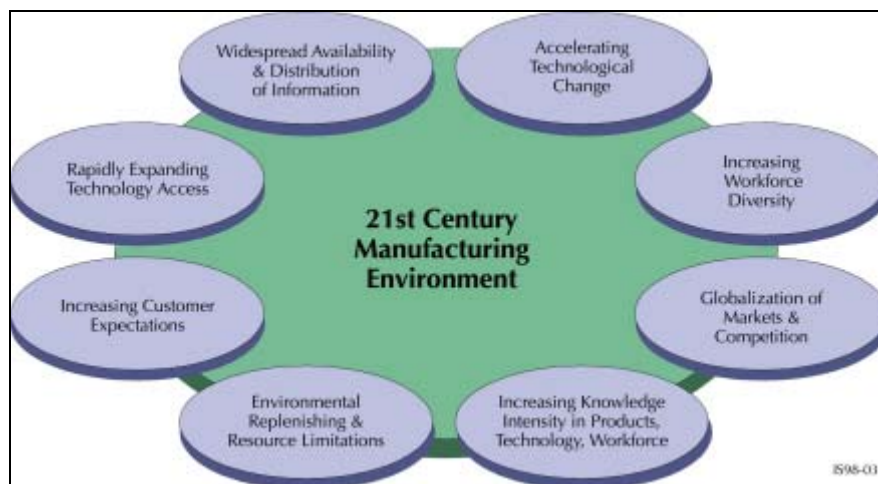 Widespread Availability
& Distribution
of Information
Accelerating
Technological
Change
Rapidly Expanding
Technology Access
Increasing
Workforce
Diversity
21st Century
Manufacturing
Environment
Increasing Customer
Expectations
Globalization of
Markets &
Competition
Environmental
Replenishing &
Resource Limitations
Increasing Knowledge
Intensity in Products,
Technology, Workforce
IS98-03